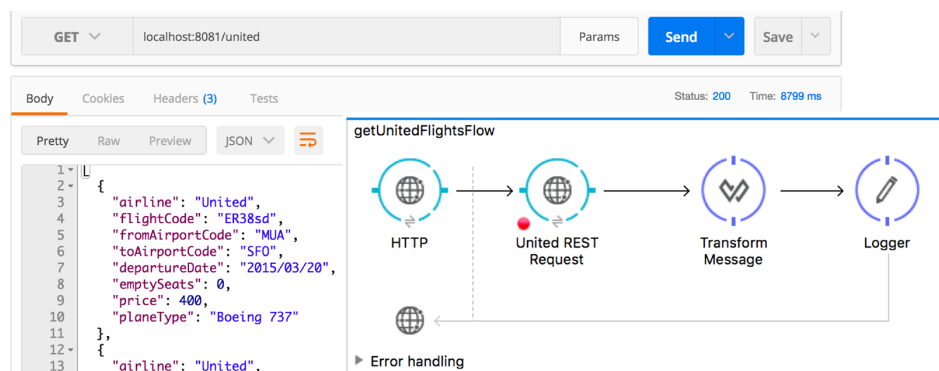 GET localhost:8081/united Params Send Save
Body Cookies Headers (3) Tests Status: 200 Time: 8799 ms
Pretty Raw Preview JSON
1 [
2 {
3 "airline": "United",
4 "flightCode": "ER38sd",
5 "fromAirportCode": "MUA",
6 "toAirportCode": "SFO",
7 "departureDate": "2015/03/20",
8 "emptySeats": 0,
9 "price": 400,
10 "planeType": "Boeing 737"
11 },
12 {
13 "airline": "United",
getUnitedFlightsFlow
HTTP
United REST
Request
Transform
Message
Logger
Error handling